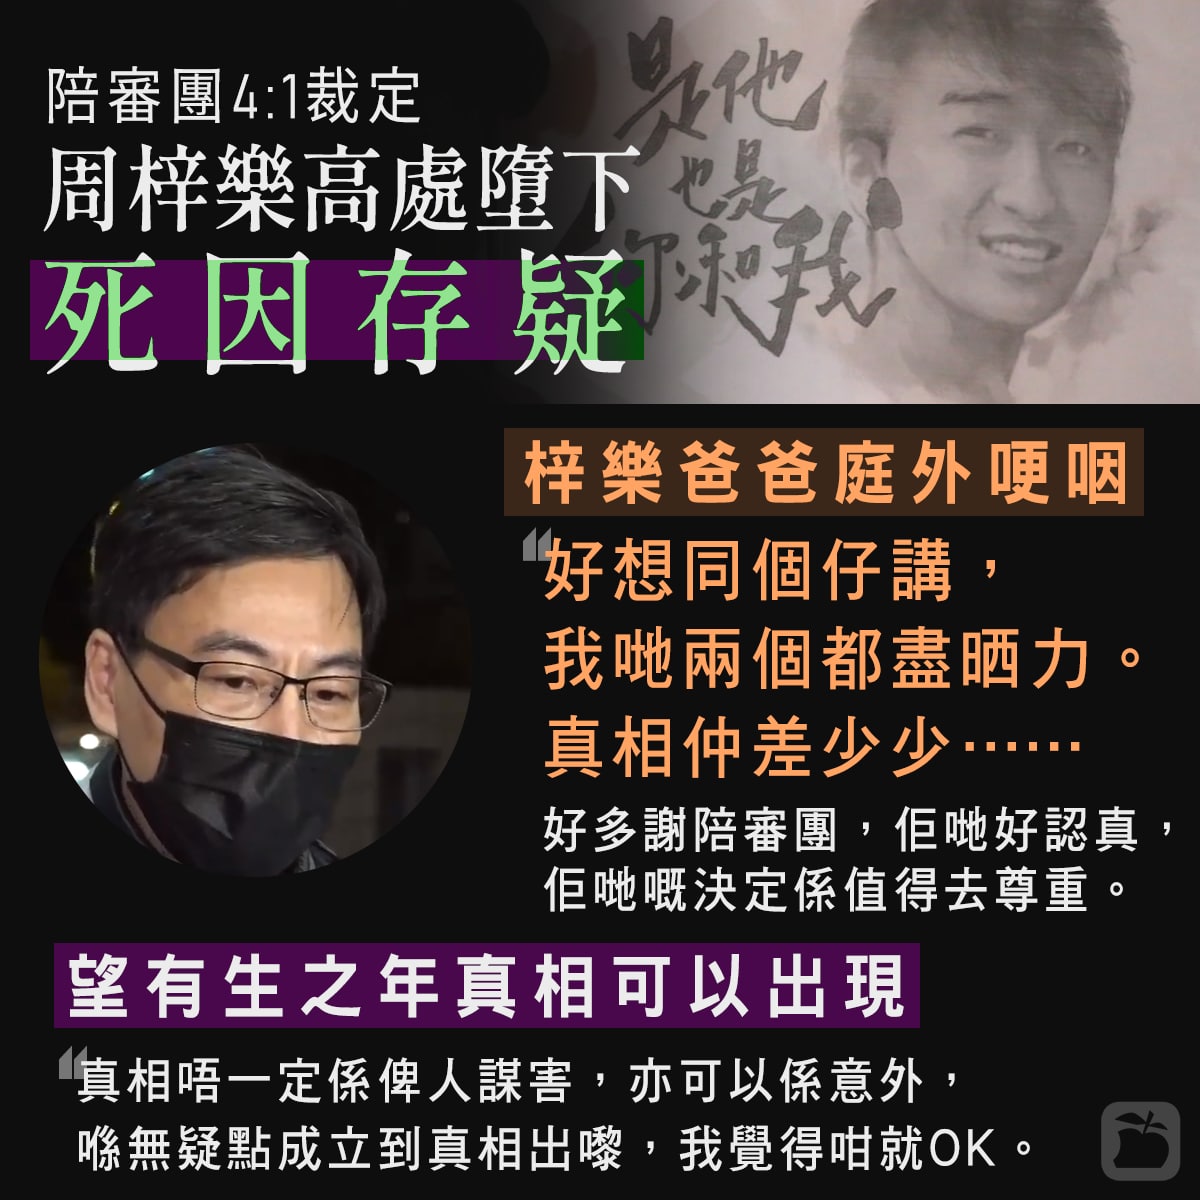 陪審團4:1裁定
周梓樂高處墮下
死因存疑
是他
也是
你和我
梓樂爸爸庭外哽咽
“好想同個仔講，
我哋兩個都盡晒力。
真相仲差少少⋯⋯
好多謝陪審團，佢哋好認真，
佢哋嘅決定係值得去尊重。
望有生之年真相可以出現
“真相唔一定係俾人謀害，亦可以係意外，
喺無疑點成立到真相出嚟，我覺得咁就OK。